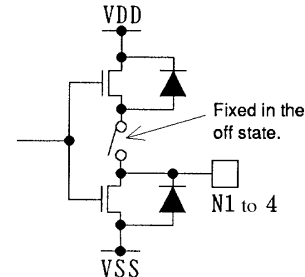 VDD
Fixed in the
off state.
N1 to 4
VSS